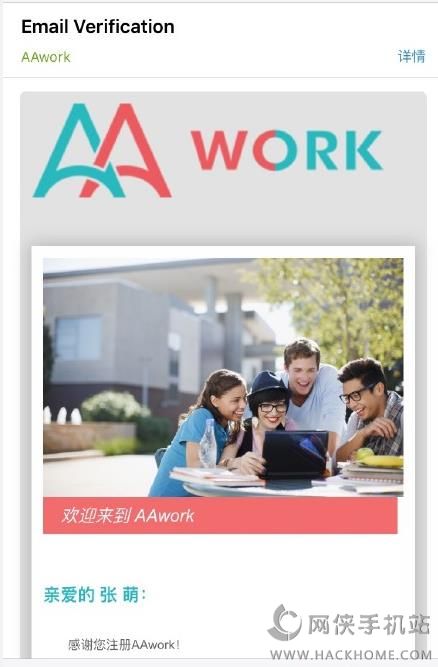 Email Verification
AAwork
详情
AA WORK
欢迎来到 AAwork
亲爱的 张 萌:
感谢您注册AAwork!
网侠手机站
WWW.HACKHOME.COM